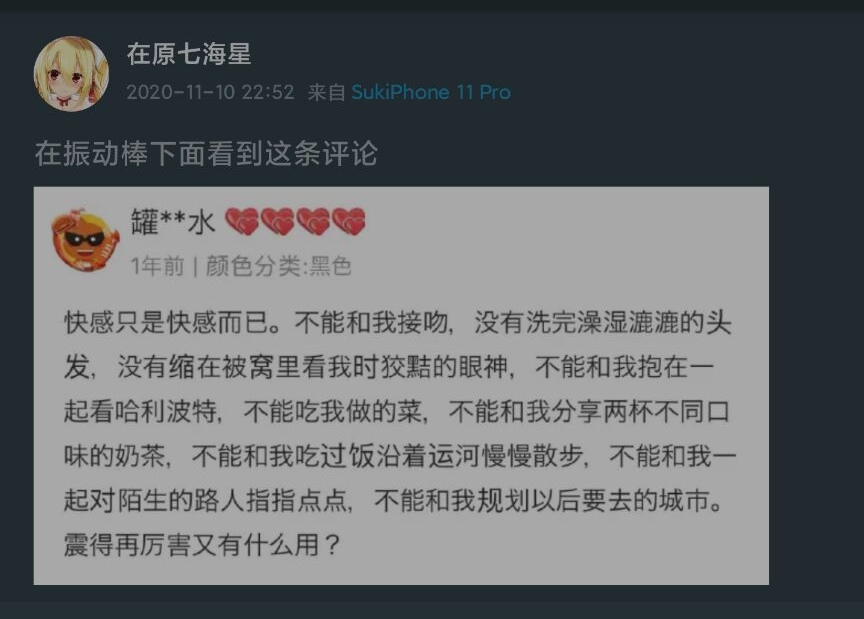 在原七海星
2020-11-10 22:52 来自 SukiPhone 11 Pro
在振动棒下面看到这条评论
罐**水
1年前 | 颜色分类:黑色
快感只是快感而已。不能和我接吻，没有洗完澡湿漉漉的头
发，没有缩在被窝里看我时狡黠的眼神，不能和我抱在一
起看哈利波特，不能吃我做的菜，不能和我分享两杯不同口
味的奶茶，不能和我吃过饭沿着运河慢慢散步，不能和我一
起对陌生的路人指指点点，不能和我规划以后要去的城市。
震得再厉害又有什么用？